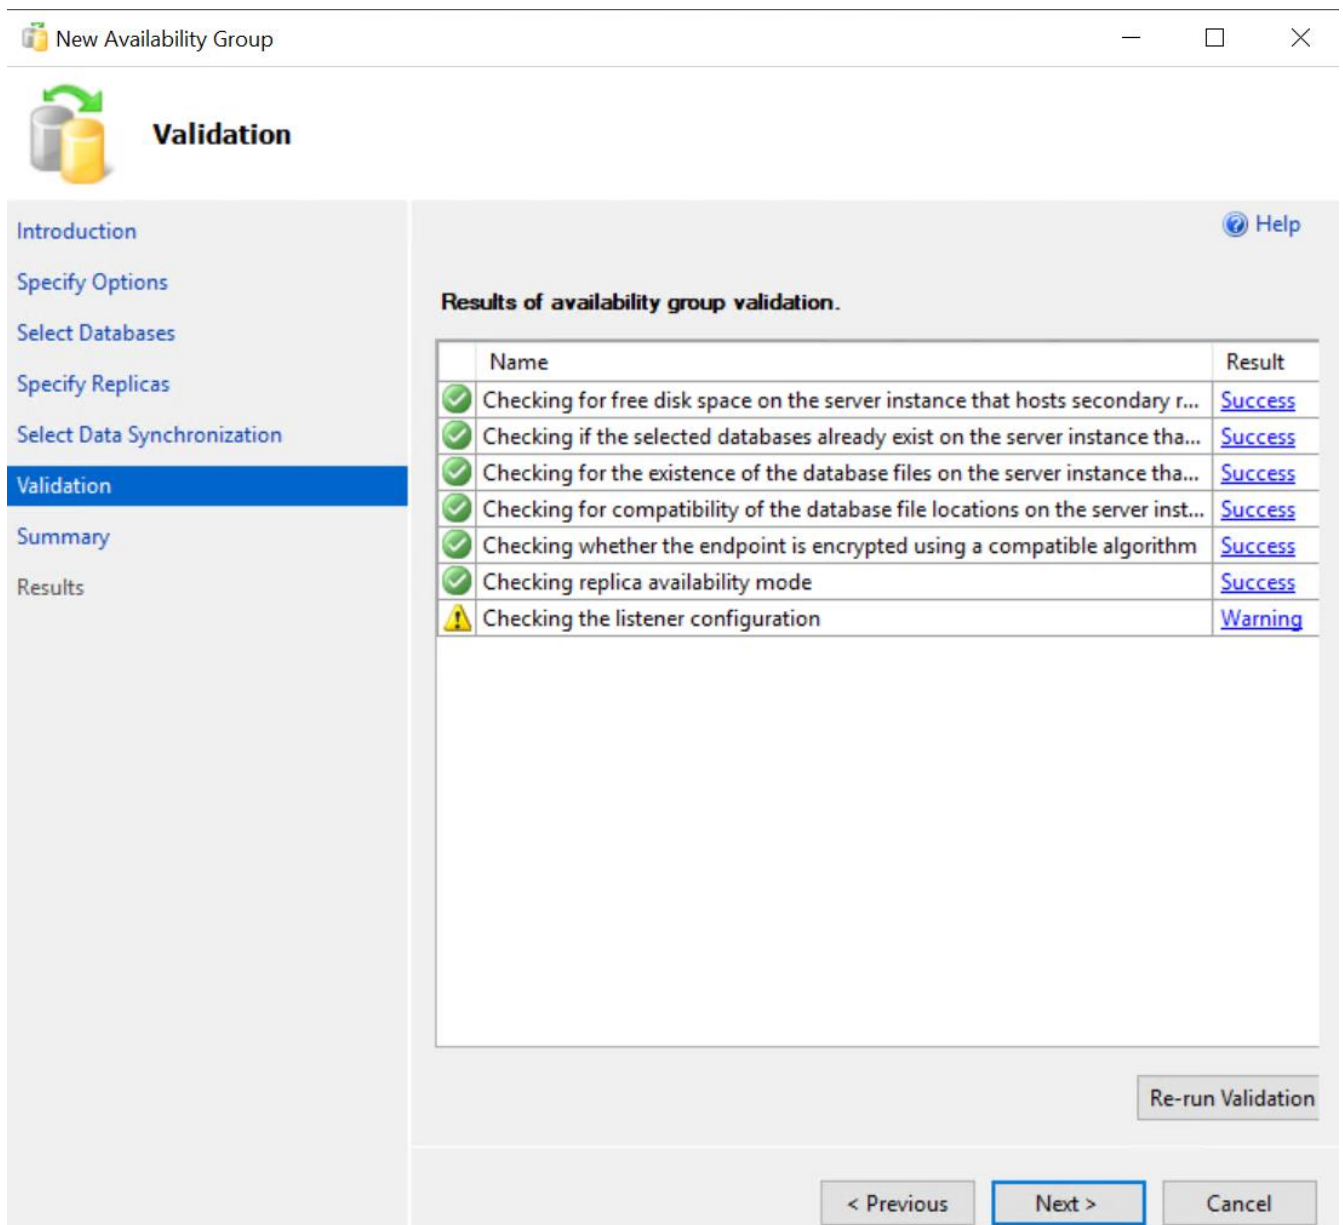 New Availability Group
Validation
Introduction
Specify Options
Select Databases
Specify Replicas
Select Data Synchronization
Validation
Summary
Results
Help
Results of availability group validation.
Name Result
Checking for free disk space on the server instance that hosts secondary r... Success
Checking if the selected databases already exist on the server instance tha... Success
Checking for the existence of the database files on the server instance tha... Success
Checking for compatibility of the database file locations on the server inst... Success
Checking whether the endpoint is encrypted using a compatible algorithm Success
Checking replica availability mode Success
Checking the listener configuration Warning
Re-run Validation
< Previous Next > Cancel